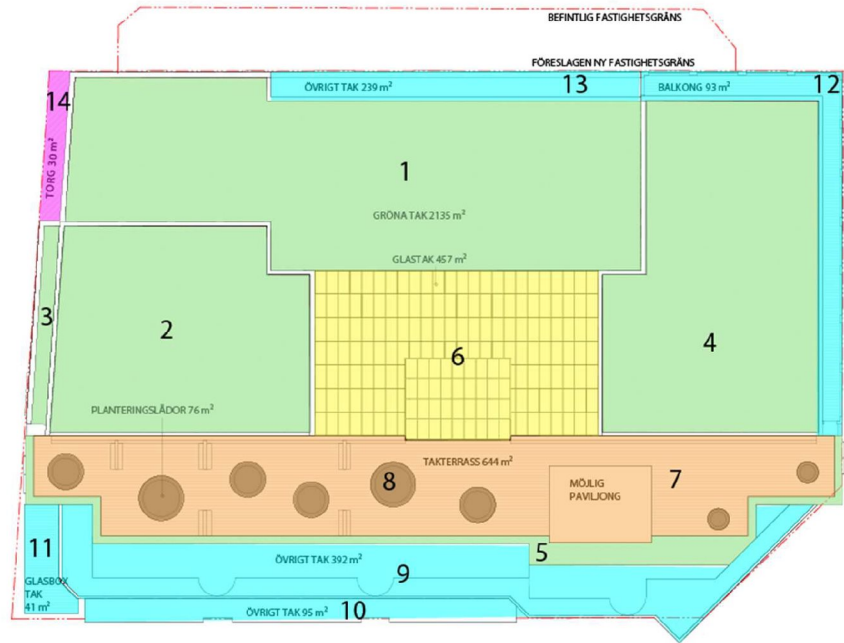 BEFINTLIG FASTIGHETSGRÄNS
FÖRESLAGEN NY FASTIGHETSGRÄNS
14
ÖVRIGT TAK 239 m²
13
BALKONG 93 m²
12
TORG 30 m²
1
GRÖNA TAK 2135 m²
GLASTAK 457 m²
3
2
6
4
PLANTERINGSLÅDOR 76 m²
TAKTERRASS 644 m²
8
MÖJLIG
PAVILJONG
7
11
ÖVRIGT TAK 392 m²
5
9
GLASBOX
TAK
41 m²
ÖVRIGT TAK 95 m²
10